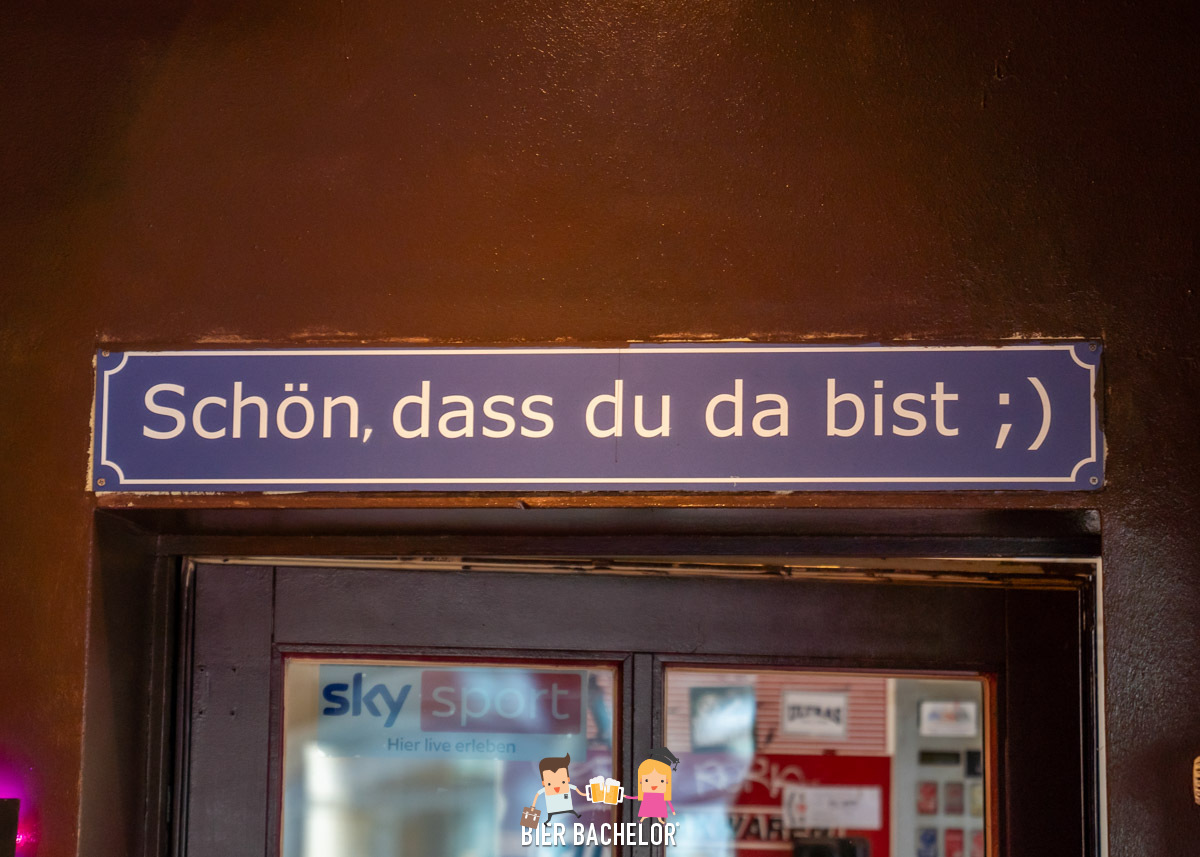 Schön, dass du da bist ;)
sky sport
Hier live erleben
BIER BACHELOR